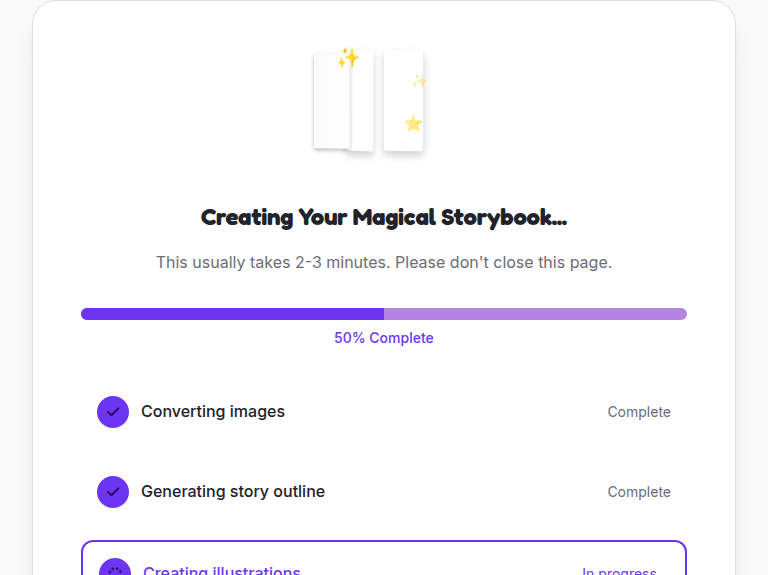 Creating Your Magical Storybook...
This usually takes 2-3 minutes. Please don't close this page.
50% Complete
Converting images
Complete
Generating story outline
Complete
Creating illustrations
In progress